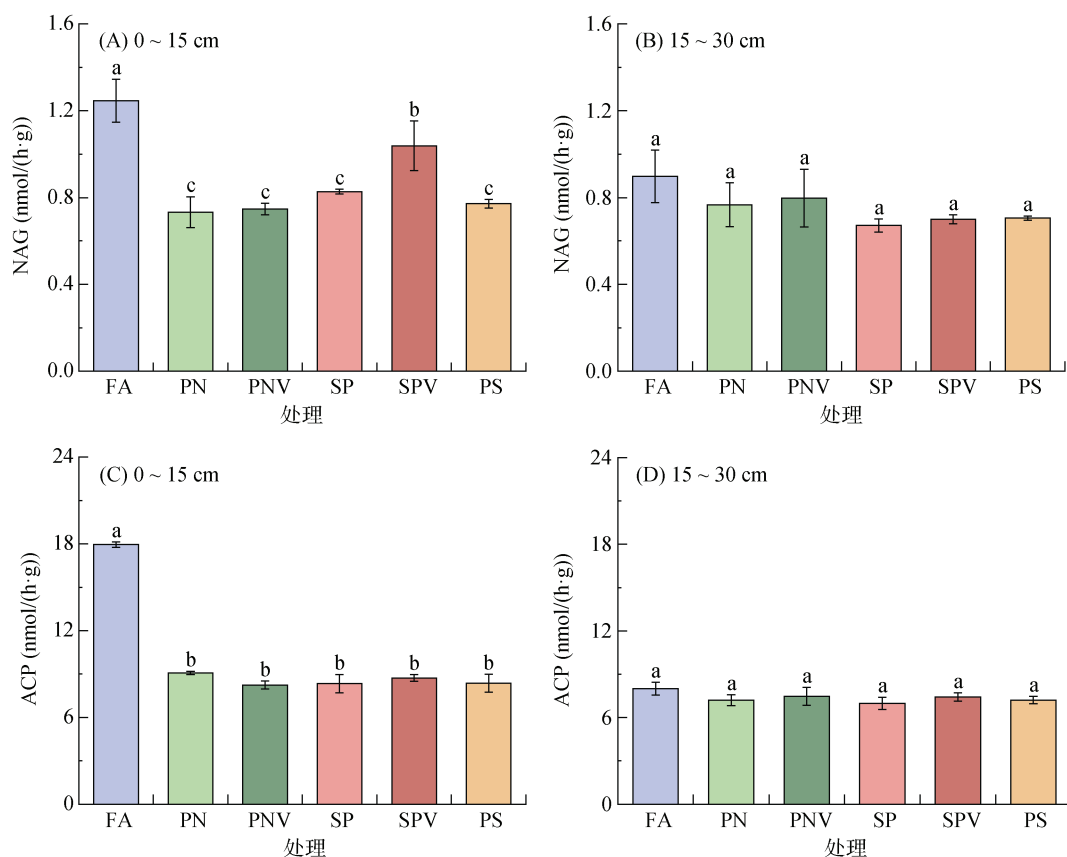 (A) 0 ~ 15 cm
NAG (nmol/(h·g))
1.6
1.2
0.8
0.4
0.0
a
c
c
c
b
c
FA PN PNV SP SPV PS
处理
(B) 15 ~ 30 cm
NAG (nmol/(h·g))
1.6
1.2
0.8
0.4
0.0
a
a
a
a
a
a
FA PN PNV SP SPV PS
处理
(C) 0 ~ 15 cm
ACP (nmol/(h·g))
24
18
12
6
0
a
b
b
b
b
b
FA PN PNV SP SPV PS
处理
(D) 15 ~ 30 cm
ACP (nmol/(h·g))
24
18
12
6
0
a
a
a
a
a
a
FA PN PNV SP SPV PS
处理